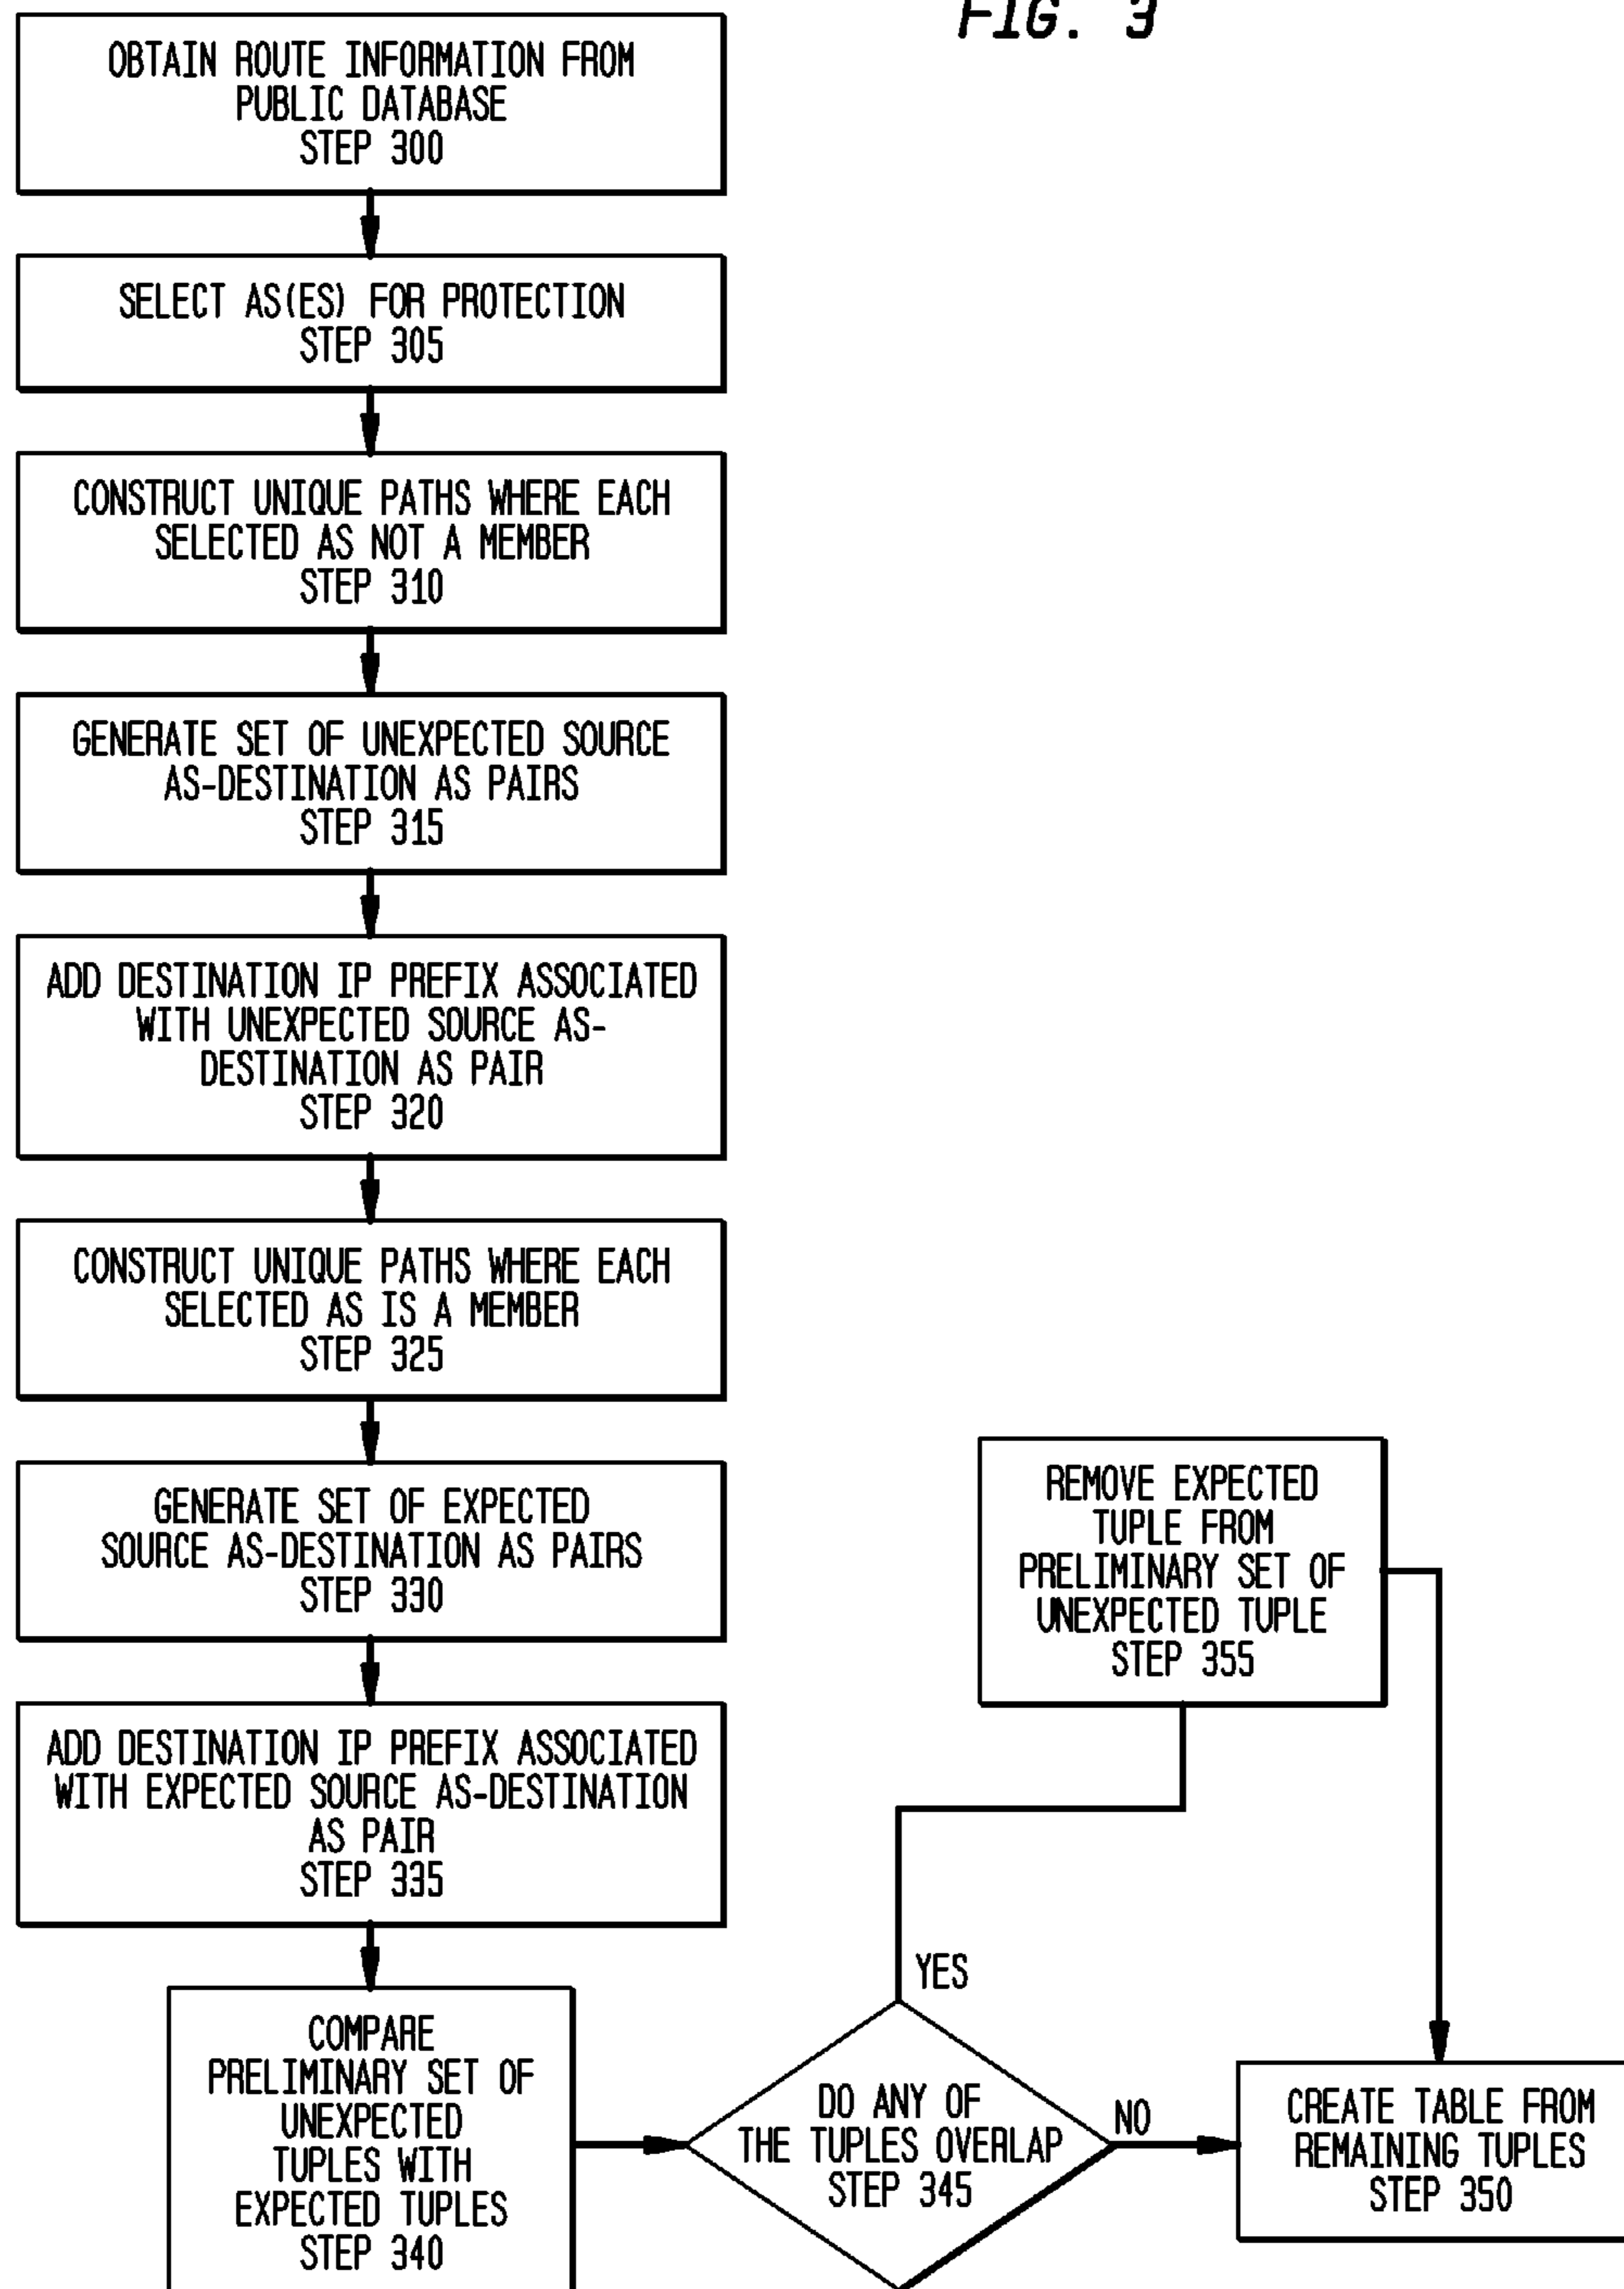 FIG. 3
OBTAIN ROUTE INFORMATION FROM
PUBLIC DATABASE
STEP 300
SELECT AS(ES) FOR PROTECTION
STEP 305
CONSTRUCT UNIQUE PATHS WHERE EACH
SELECTED AS NOT A MEMBER
STEP 310
GENERATE SET OF UNEXPECTED SOURCE
AS-DESTINATION AS PAIRS
STEP 315
ADD DESTINATION IP PREFIX ASSOCIATED
WITH UNEXPECTED SOURCE AS-
DESTINATION AS PAIR
STEP 320
CONSTRUCT UNIQUE PATHS WHERE EACH
SELECTED AS IS A MEMBER
STEP 325
GENERATE SET OF EXPECTED
SOURCE AS-DESTINATION AS PAIRS
STEP 330
ADD DESTINATION IP PREFIX ASSOCIATED
WITH EXPECTED SOURCE AS-DESTINATION
AS PAIR
STEP 335
COMPARE
PRELIMINARY SET OF
UNEXPECTED
TUPLES WITH
EXPECTED TUPLES
STEP 340
DO ANY OF
THE TUPLES OVERLAP
STEP 345
YES
NO
REMOVE EXPECTED
TUPLE FROM
PRELIMINARY SET OF
UNEXPECTED TUPLE
STEP 355
CREATE TABLE FROM
REMAINING TUPLES
STEP 350